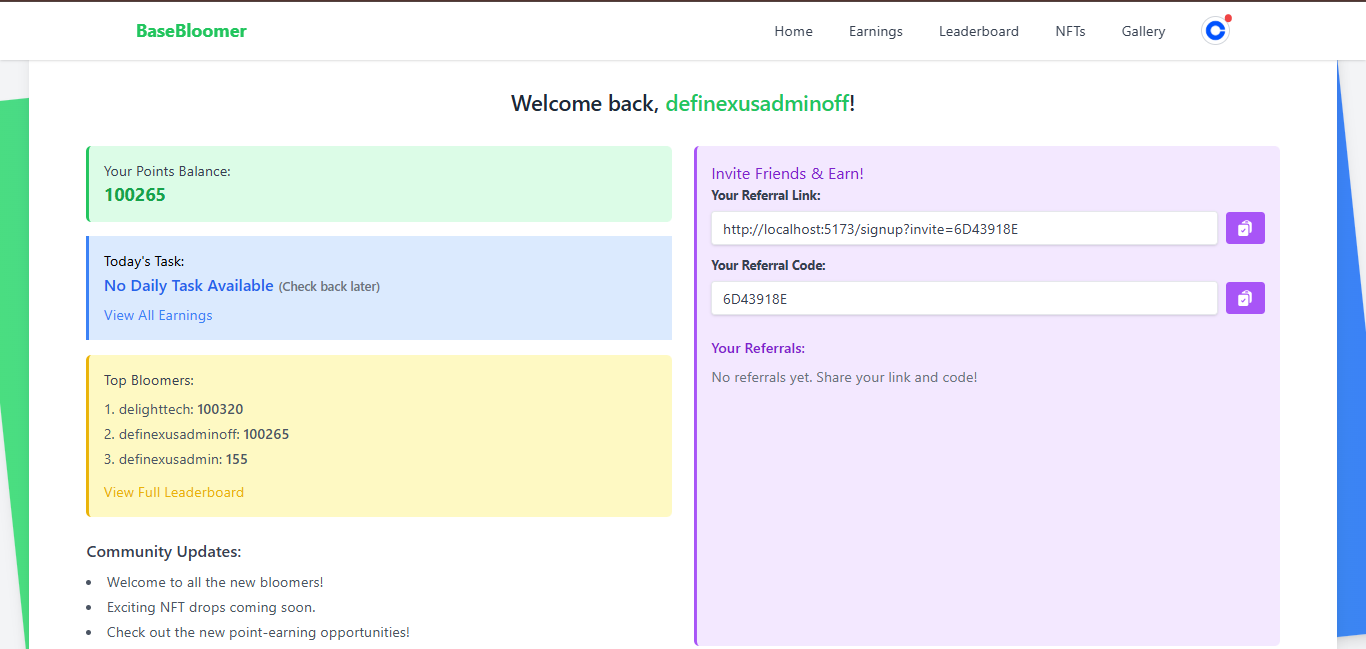 BaseBloomer
Home Earnings Leaderboard NFTs Gallery
Welcome back, definexusadminoff!
Your Points Balance:
100265
Today's Task:
No Daily Task Available (Check back later)
View All Earnings
Top Bloomers:
1. delighttech: 100320
2. definexusadminoff: 100265
3. definexusadmin: 155
View Full Leaderboard
Community Updates:
Welcome to all the new bloomers!
Exciting NFT drops coming soon.
Check out the new point-earning opportunities!
Invite Friends & Earn!
Your Referral Link:
http://localhost:5173/signup?invite=6D43918E
Your Referral Code:
6D43918E
Your Referrals:
No referrals yet. Share your link and code!